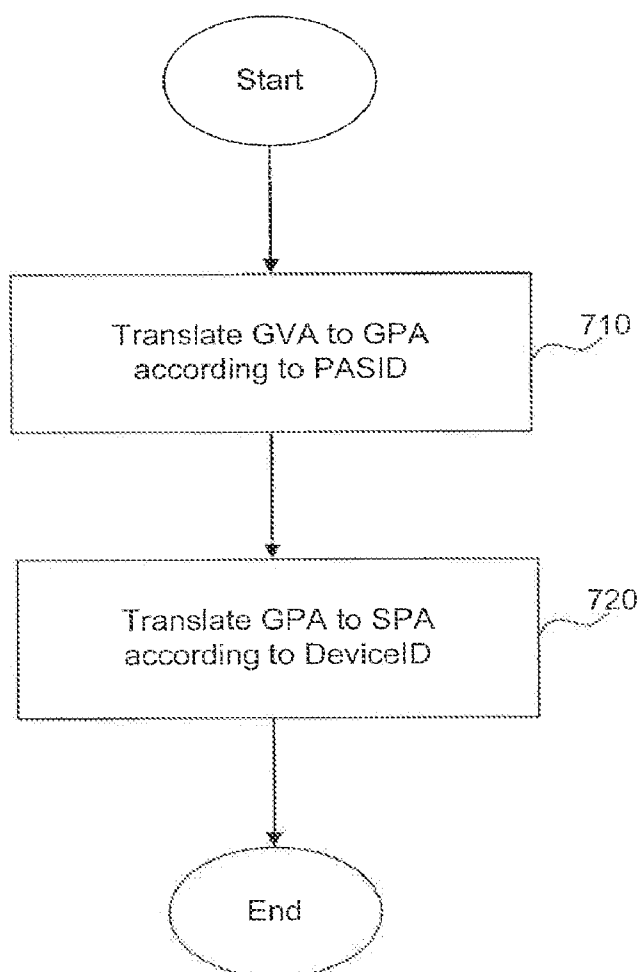 Start
Translate GVA to GPA
according to PASID
710
Translate GPA to SPA
according to DeviceID
720
End